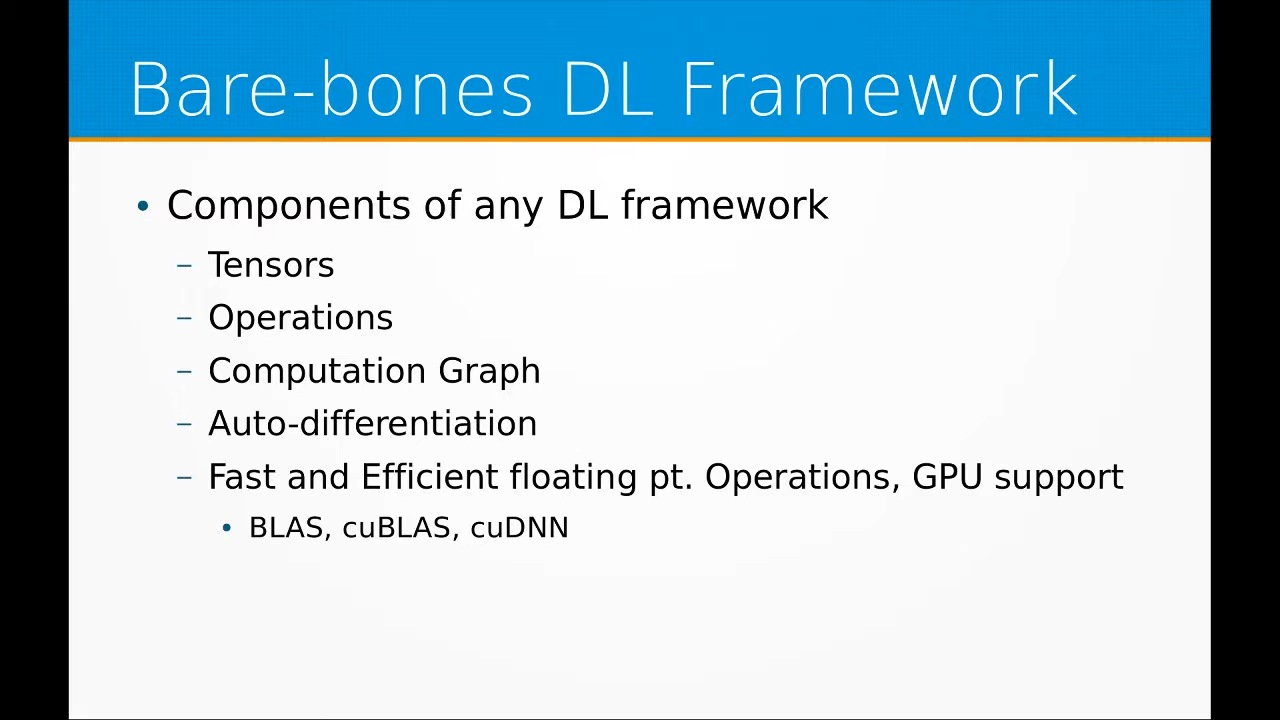 Bare-bones DL Framework
• Components of any DL framework
– Tensors
– Operations
– Computation Graph
– Auto-differentiation
– Fast and Efficient floating pt. Operations, GPU support
• BLAS, cuBLAS, cuDNN